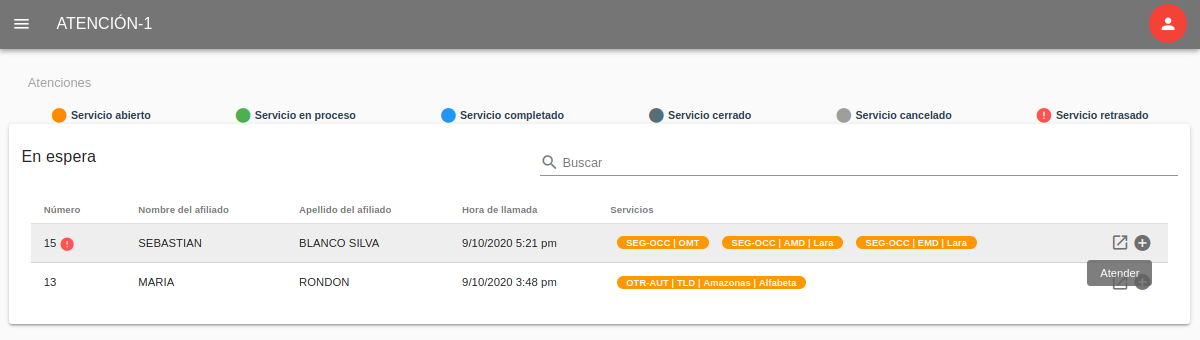 ATENCIÓN-1
Atenciones
Servicio abierto Servicio en proceso Servicio completado Servicio cerrado Servicio cancelado Servicio retrasado
En espera Buscar
Número Nombre del afiliado Apellido del afiliado Hora de llamada Servicios
15 SEBASTIAN BLANCO SILVA 9/10/2020 5:21 pm SEG-OCC | OMT SEG-OCC | AMD | Lara SEG-OCC | EMD | Lara
Atender
13 MARIA RONDON 9/10/2020 3:48 pm OTR-AUT | TLD | Amazonas | Alfabeta